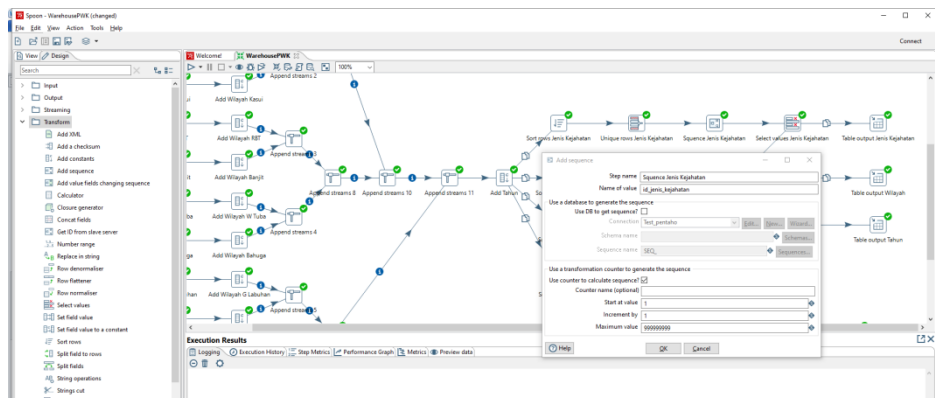 Spoon - WarehousePWK (changed)
File Edit View Action Tools Help
Connect
View Design
Search
Input
Output
Streaming
Transform
Add XML
Add a checksum
Add constants
Add sequence
Add value fields changing sequence
Calculator
Closure generator
Concat fields
Get ID from slave server
Number range
Replace in string
Row denormaliser
Row flattener
Row normaliser
Select values
Set field value
Set field value to a constant
Sort rows
Split field to rows
Split fields
String operations
Strings cut
Welcome! WarehousePWK
100%
Append streams 2
Add Wilayah Kasui
Add Wilayah RBT
Append streams 3
Add Wilayah Banjit
Append streams 8 Append streams 10 Append streams 11 Add Tahun
Add Wilayah W Tuba
Append streams 4
Add Wilayah Bahuga
Add Wilayah G Labuhan
Append streams 5
Sort rows Jenis Kejahatan Unique rows Jenis Kejahatan Squence Jenis Kejahatan Select values Jenis Kejahatan Table output Jenis Kejahatan
Table output Wilayah
Table output Tahun
Add sequence
Step name Squence Jenis Kejahatan
Name of value id_jenis_kejahatan
Use a database to generate the sequence
Use DB to get sequence?
Connection Test_pentaho Edit... New... Wizard...
Schema name Schemas...
Sequence name SEQ_ Sequences...
Use a transformation counter to generate the sequence
Use counter to calculate sequence?
Counter name (optional)
Start at value 1
Increment by 1
Maximum value 999999999
Help OK Cancel
Execution Results
Logging Execution History Step Metrics Performance Graph Metrics Preview data